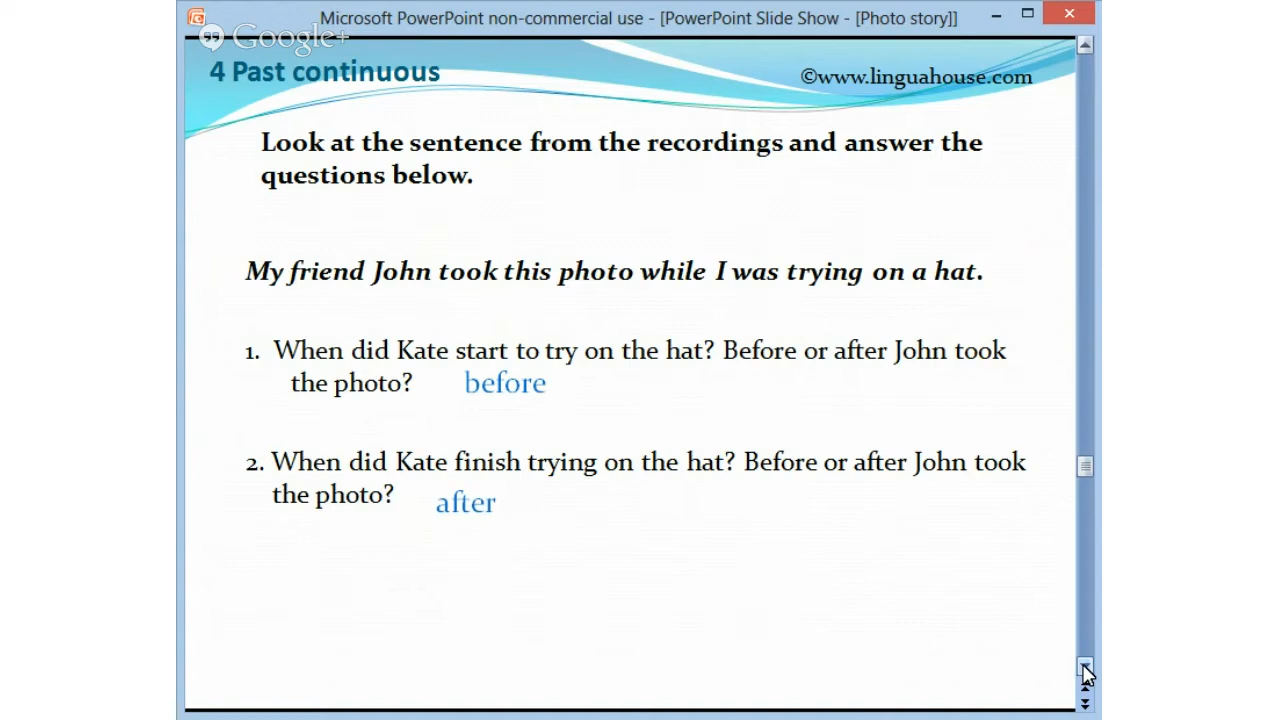 Microsoft PowerPoint non-commercial use - [PowerPoint Slide Show - [Photo story]]
Google+
4 Past continuous
©www.linguahouse.com
Look at the sentence from the recordings and answer the
questions below.
My friend John took this photo while I was trying on a hat.
1. When did Kate start to try on the hat? Before or after John took
the photo? before
2. When did Kate finish trying on the hat? Before or after John took
the photo? after